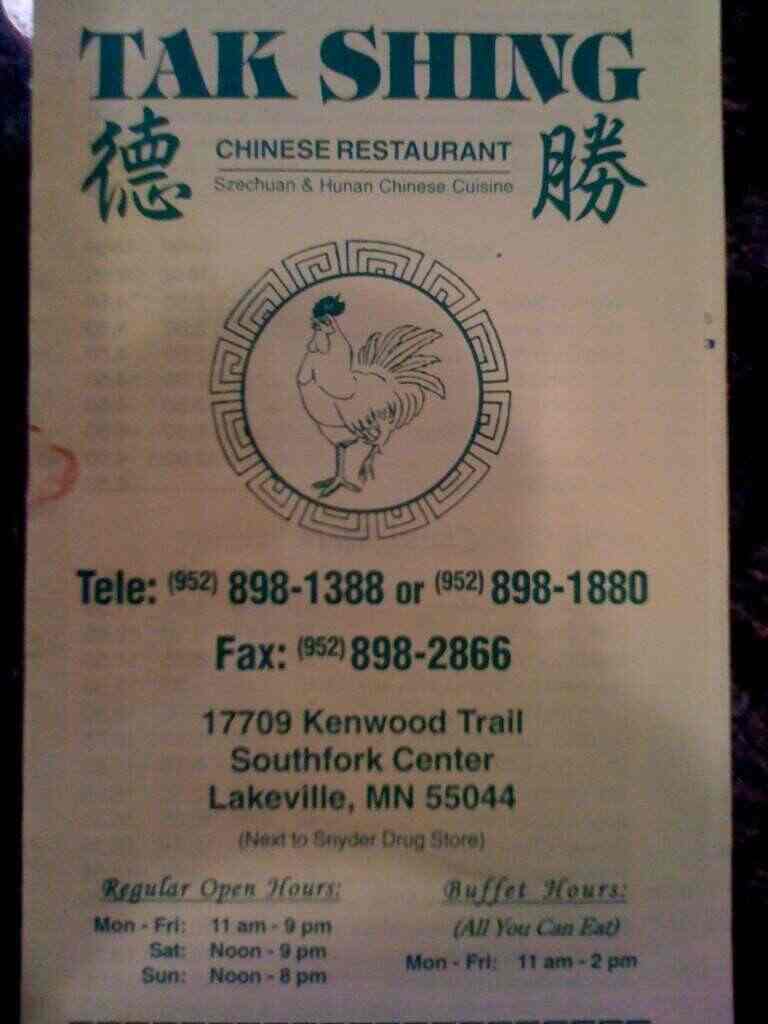 TAK SHING
德 CHINESE RESTAURANT 勝
Szechuan & Hunan Chinese Cuisine
Tele: (952) 898-1388 or (952) 898-1880
Fax: (952) 898-2866
17709 Kenwood Trail
Southfork Center
Lakeville, MN 55044
(Next to Snyder Drug Store)
Regular Open Hours:
Mon - Fri: 11 am - 9 pm
Sat: Noon - 9 pm
Sun: Noon - 8 pm
Buffet Hours:
(All You Can Eat)
Mon - Fri: 11 am - 2 pm